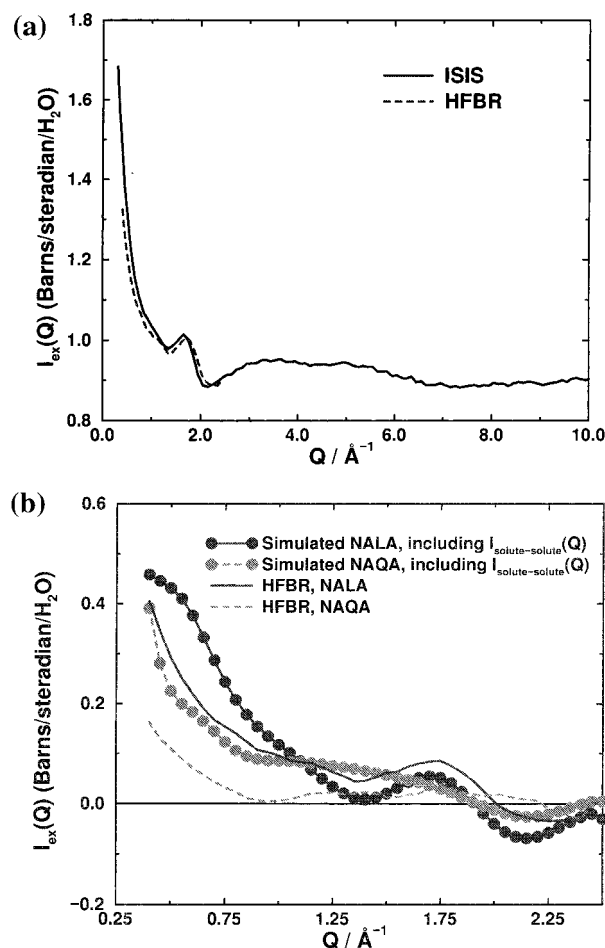 (a)
1.8
1.6
1.4
1.2
1.0
0.8
I_ex(Q) (Barns/steradian/H₂O)
ISIS
HFBR
0.0 2.0 4.0 6.0 8.0 10.0
Q / Å⁻¹
(b)
0.6
0.4
0.2
0.0
−0.2
I_ex(Q) (Barns/steradian/H₂O)
Simulated NALA, including I_solute−solute(Q)
Simulated NAQA, including I_solute−solute(Q)
HFBR, NALA
HFBR, NAQA
0.25 0.75 1.25 1.75 2.25
Q / Å⁻¹